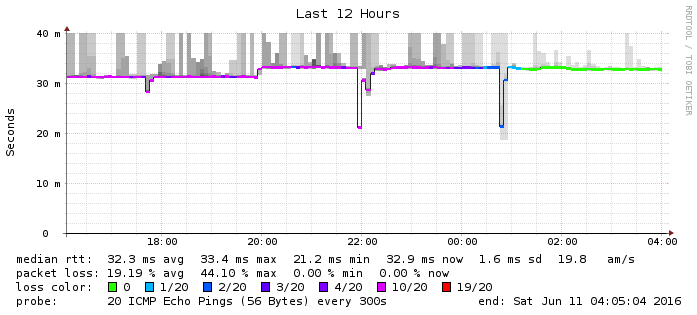 Last 12 Hours
RRDTOOL / TOBI OETIKER
Seconds
40 m
30 m
20 m
10 m
0
18:00 20:00 22:00 00:00 02:00 04:00
median rtt: 32.3 ms avg 33.4 ms max 21.2 ms min 32.9 ms now 1.6 ms sd 19.8 am/s
packet loss: 19.19 % avg 44.10 % max 0.00 % min 0.00 % now
loss color: 0 1/20 2/20 3/20 4/20 10/20 19/20
probe: 20 ICMP Echo Pings (56 Bytes) every 300s end: Sat Jun 11 04:05:04 2016